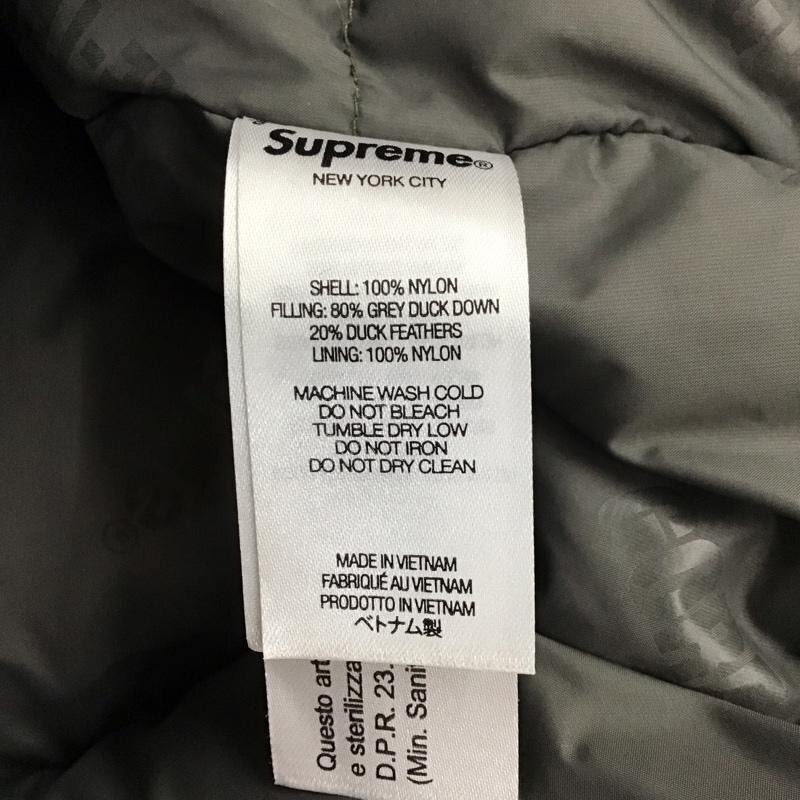 Supreme®
NEW YORK CITY
SHELL: 100% NYLON
FILLING: 80% GREY DUCK DOWN
20% DUCK FEATHERS
LINING: 100% NYLON
MACHINE WASH COLD
DO NOT BLEACH
TUMBLE DRY LOW
DO NOT IRON
DO NOT DRY CLEAN
MADE IN VIETNAM
FABRIQUÉ AU VIETNAM
PRODOTTO IN VIETNAM
ベトナム製
Questo art
e sterilizza
D.P.R. 23.
(Min. Sani